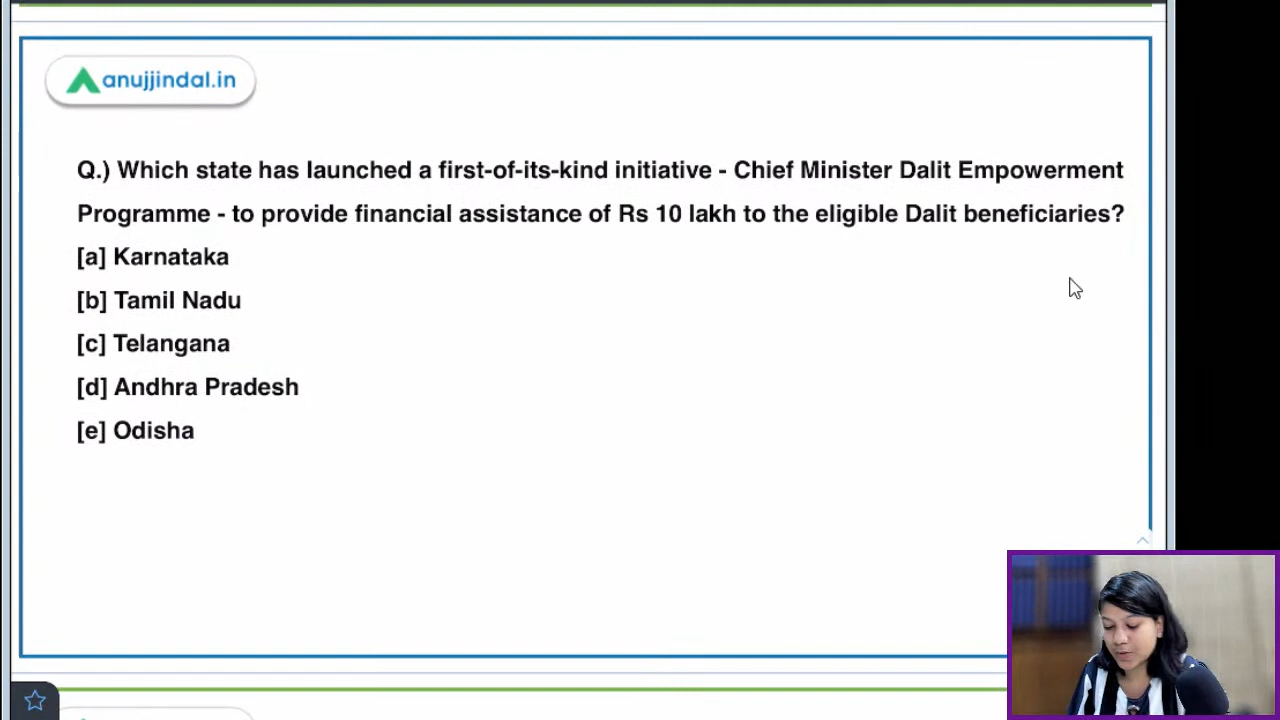 anujjindal.in
Q.) Which state has launched a first-of-its-kind initiative - Chief Minister Dalit Empowerment
Programme - to provide financial assistance of Rs 10 lakh to the eligible Dalit beneficiaries?
[a] Karnataka
[b] Tamil Nadu
[c] Telangana
[d] Andhra Pradesh
[e] Odisha